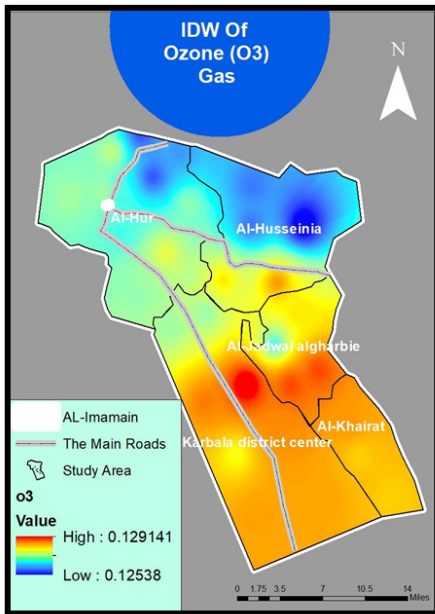 IDW Of
Ozone (O3)
Gas
N
Al-Hur
Al-Husseinia
Al-Jadwal algharbie
Al-Khairat
Karbala district center
AL-Imamain
The Main Roads
Study Area
o3
Value
High : 0.129141
Low : 0.12538
0 1.75 3.5 7 10.5 14
Miles